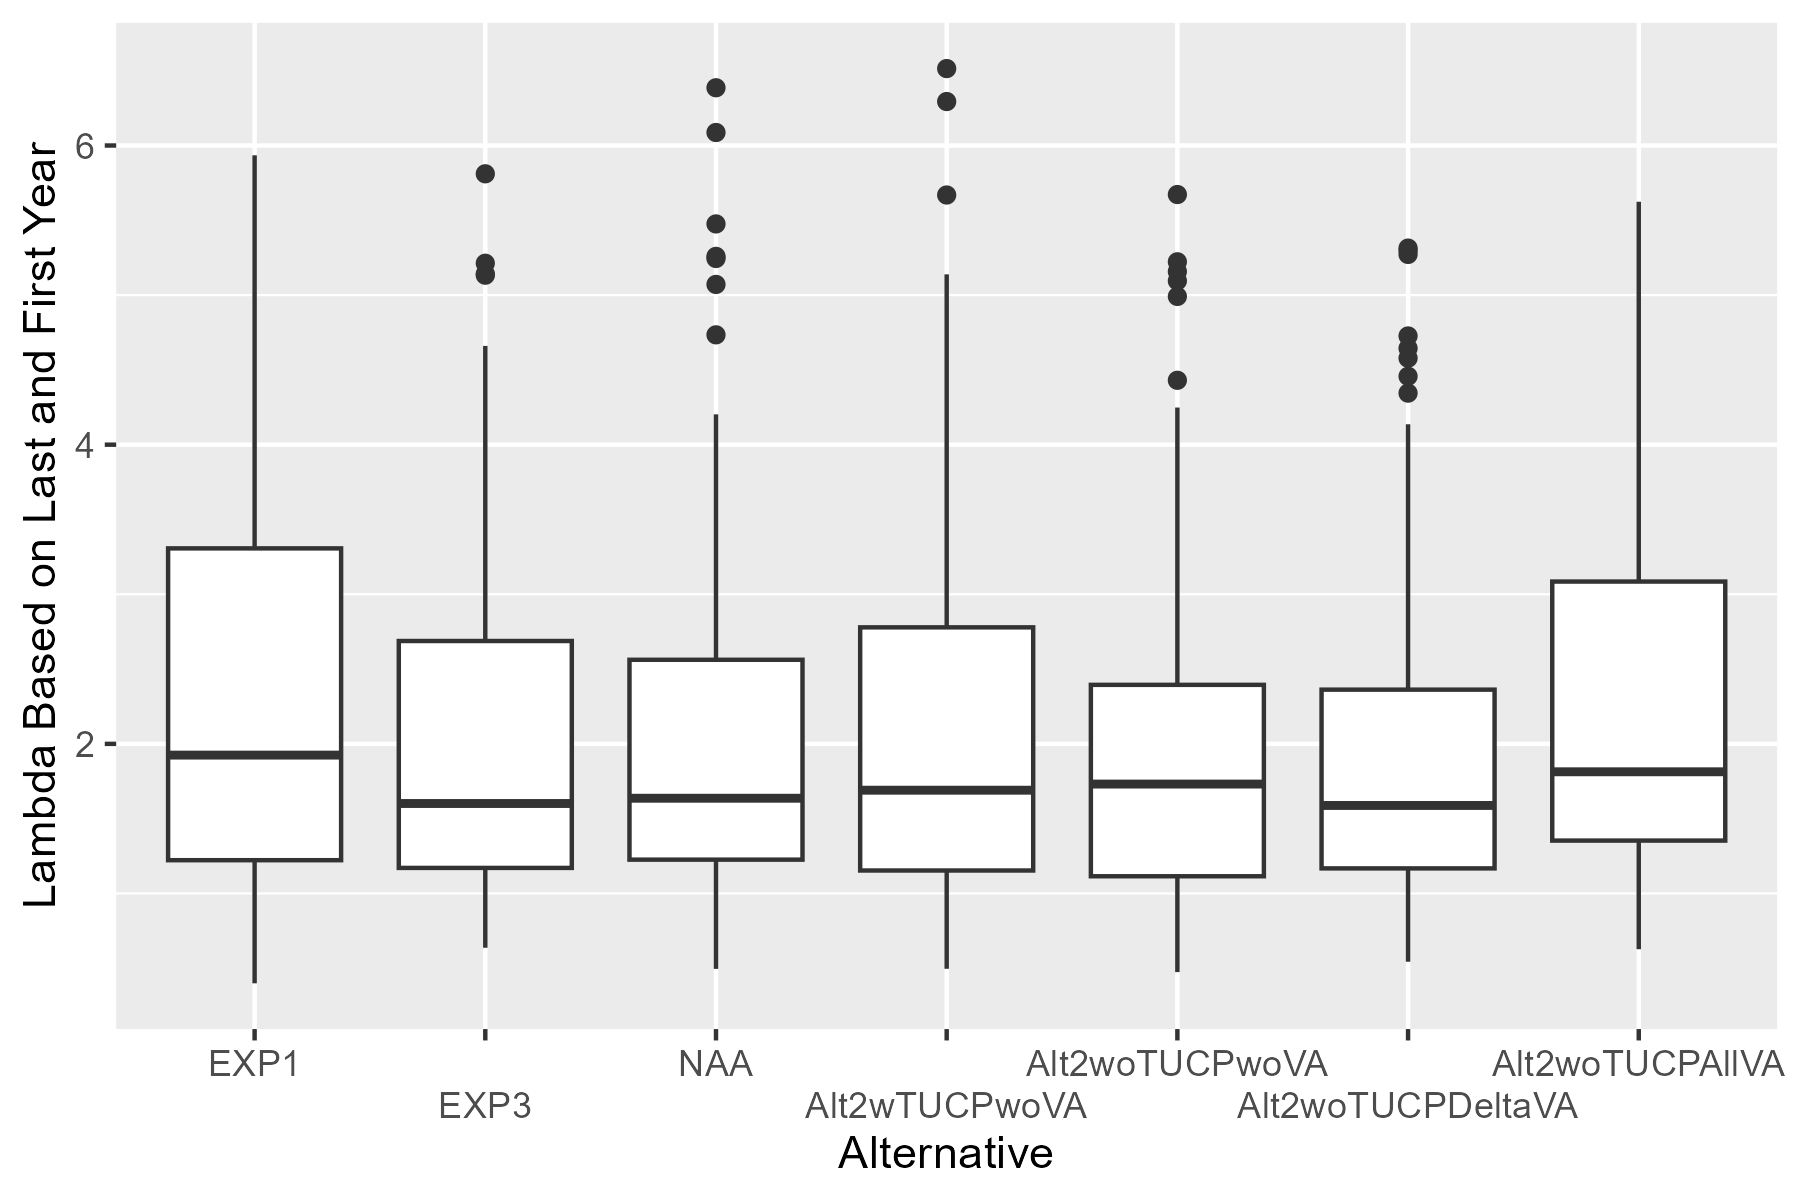 Lambda Based on Last and First Year
6
4
2
EXP1 NAA Alt2woTUCPwoVA Alt2woTUCPAllVA
EXP3 Alt2wTUCPwoVA Alt2woTUCPDeltaVA
Alternative